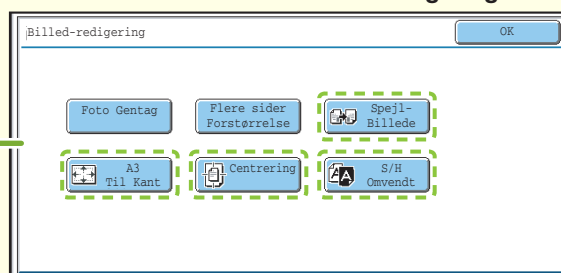 Billed-redigering
OK
Foto Gentag
Flere sider
Forstørrelse
Spejl-
Billede
A3
Til Kant
Centrering
S/H
Omvendt